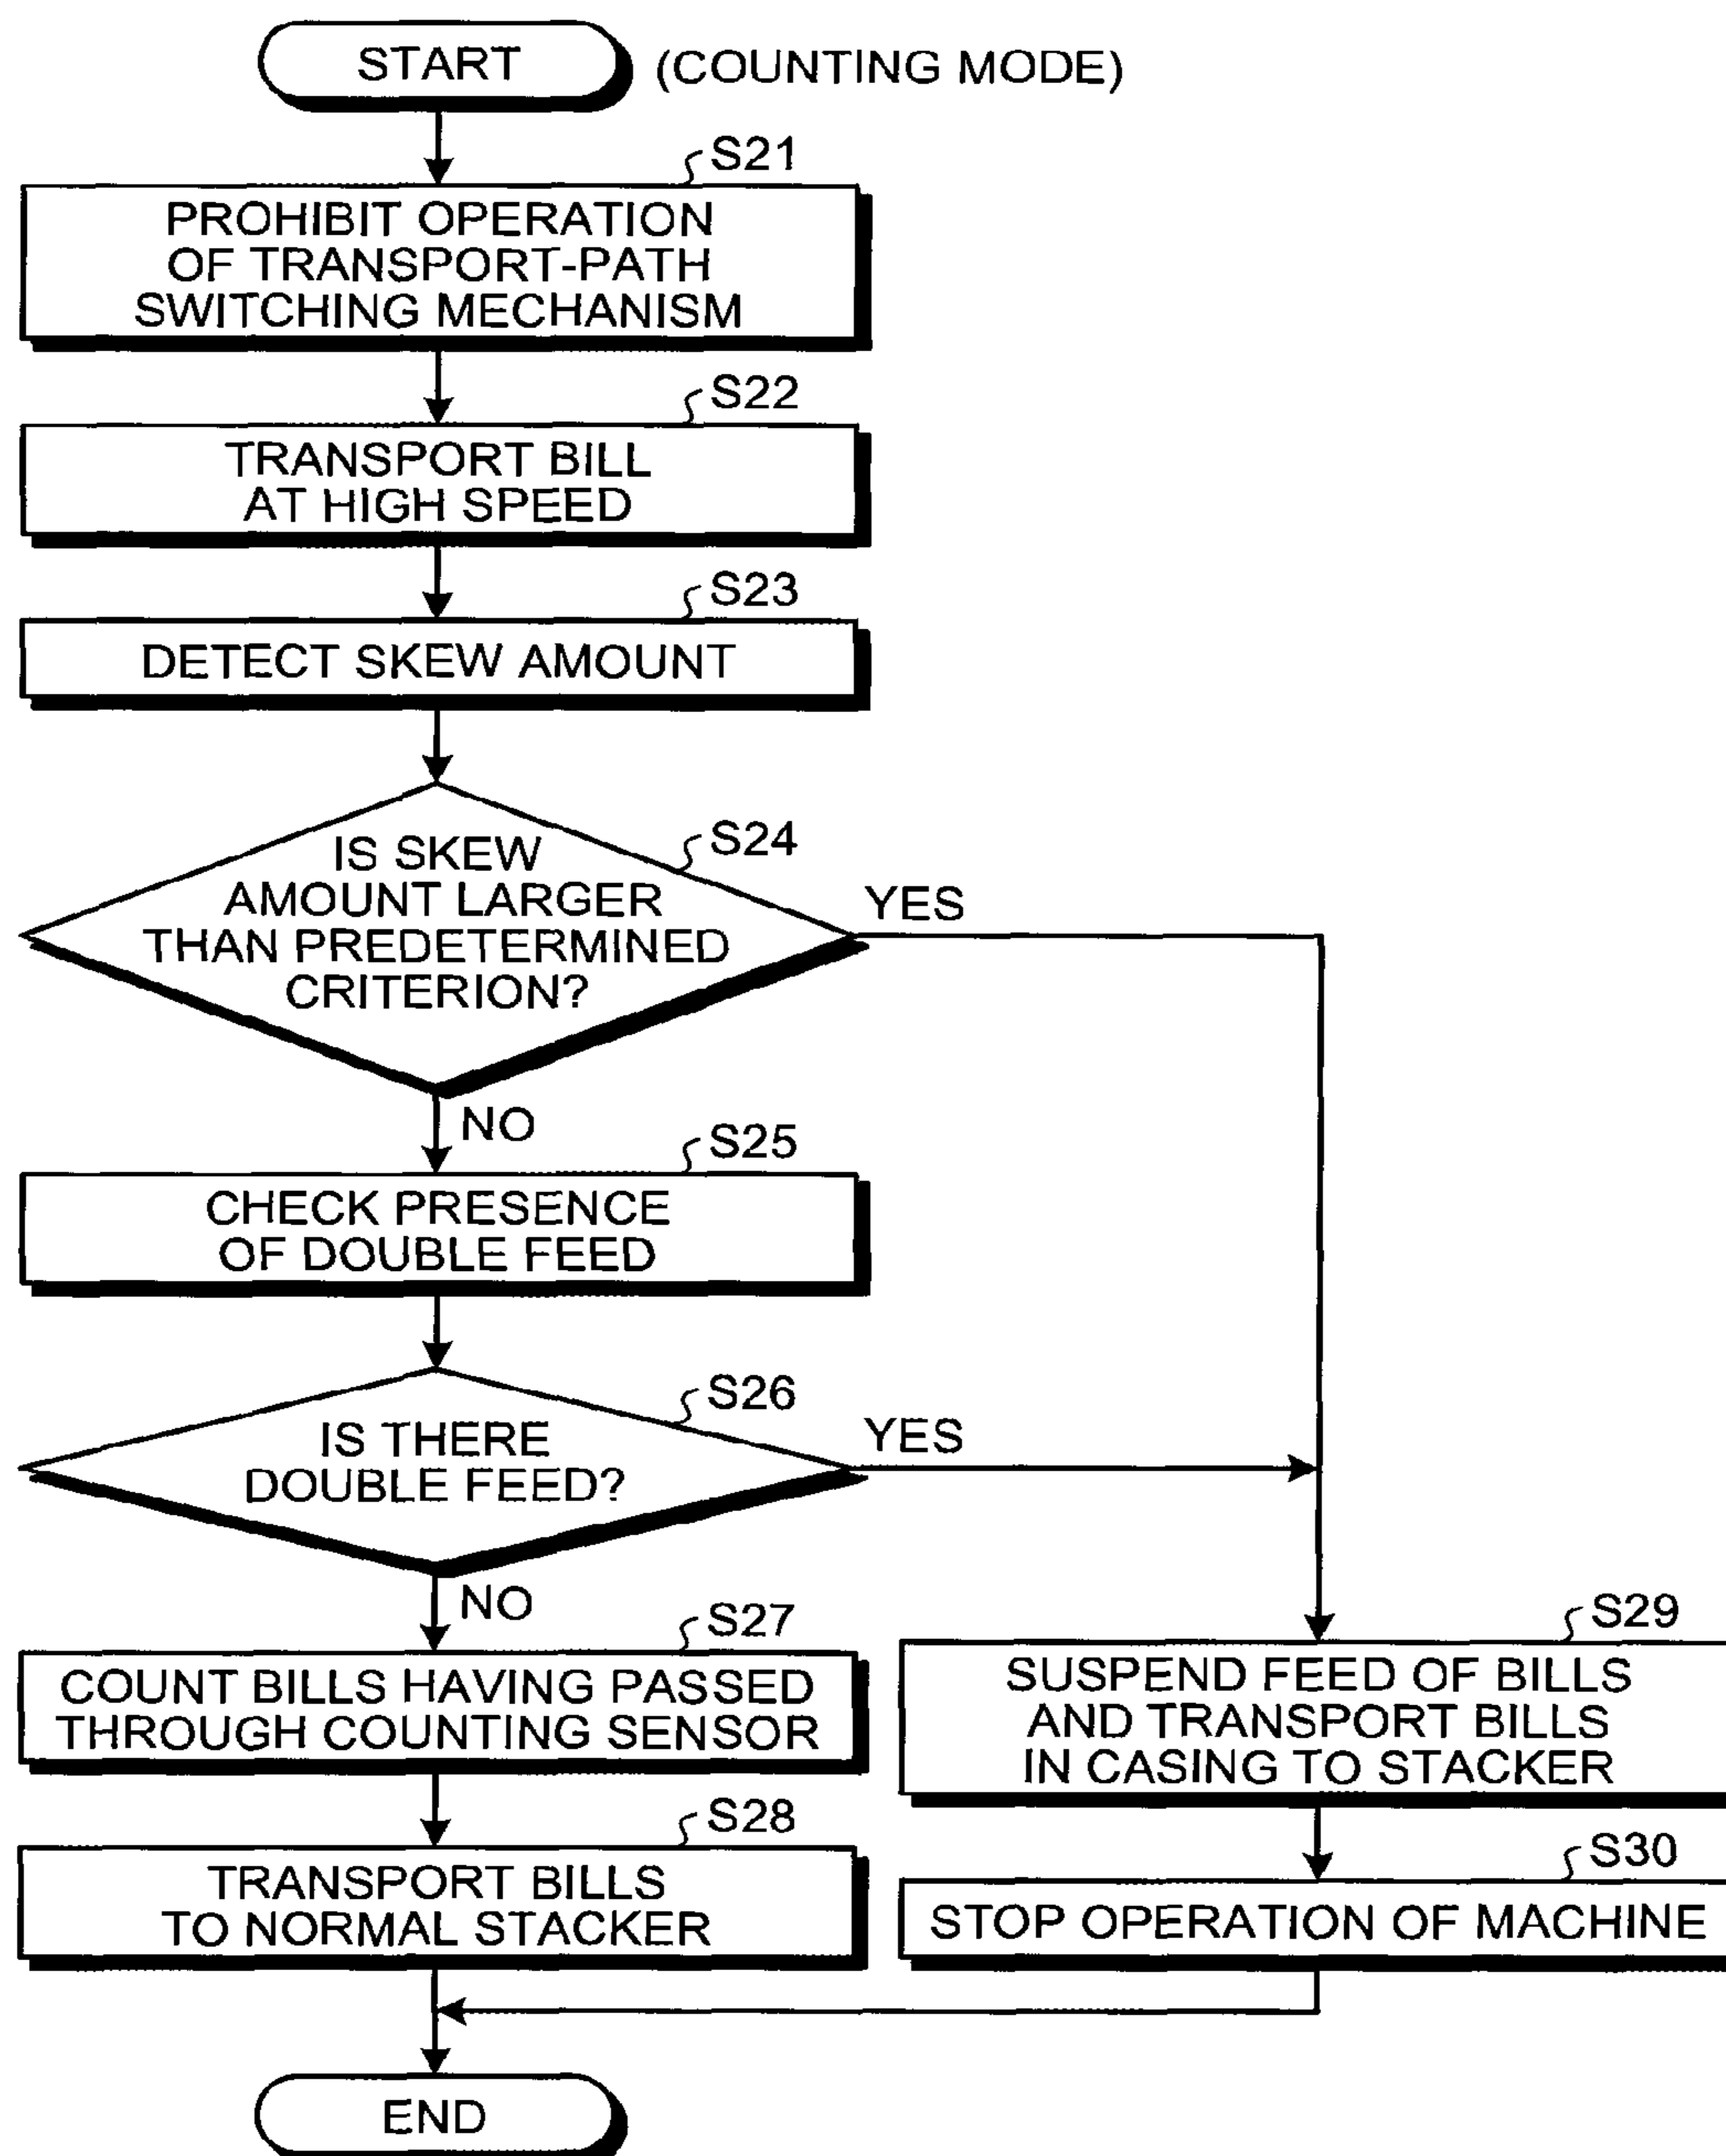 START
(COUNTING MODE)
S21
PROHIBIT OPERATION
OF TRANSPORT-PATH
SWITCHING MECHANISM
S22
TRANSPORT BILL
AT HIGH SPEED
S23
DETECT SKEW AMOUNT
S24
IS SKEW
AMOUNT LARGER
THAN PREDETERMINED
CRITERION?
YES
NO
S25
CHECK PRESENCE
OF DOUBLE FEED
S26
IS THERE
DOUBLE FEED?
YES
NO
S27
COUNT BILLS HAVING PASSED
THROUGH COUNTING SENSOR
S28
TRANSPORT BILLS
TO NORMAL STACKER
S29
SUSPEND FEED OF BILLS
AND TRANSPORT BILLS
IN CASING TO STACKER
S30
STOP OPERATION OF MACHINE
END